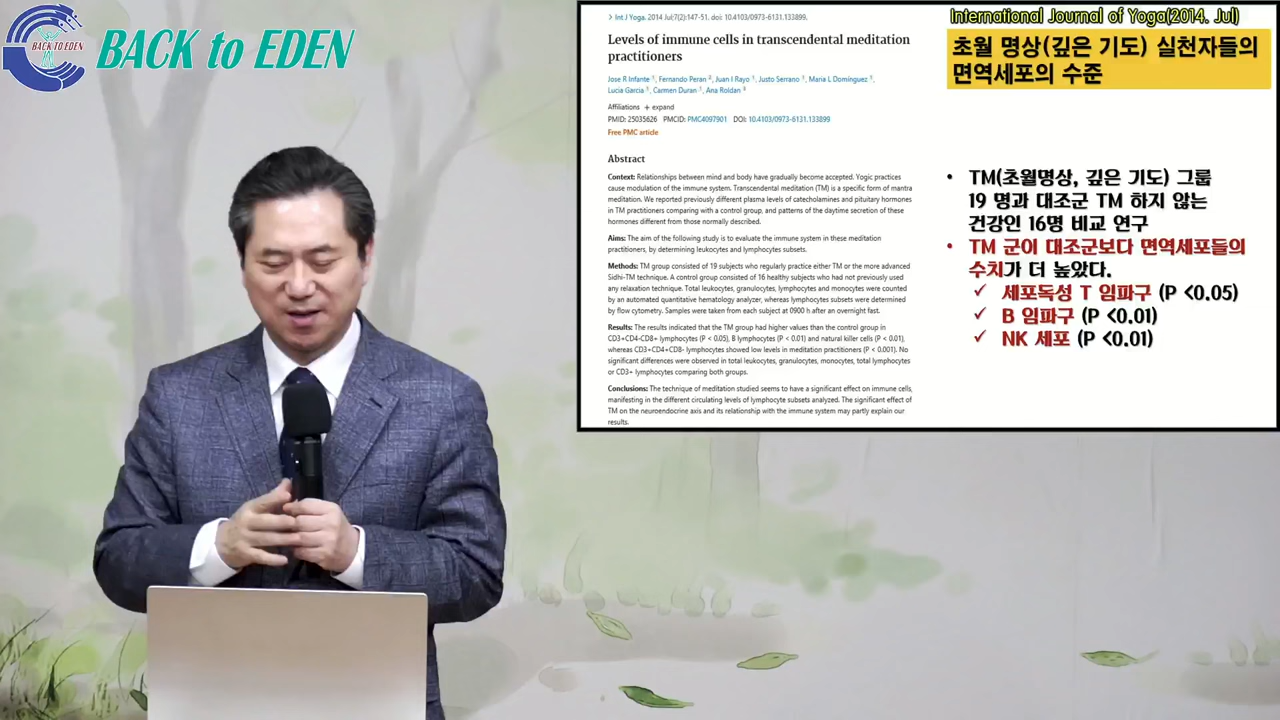 BACK TO EDEN
BACK to EDEN
> Int J Yoga. 2014 Jul;7(2):147-51. doi: 10.4103/0973-6131.133899.
Levels of immune cells in transcendental meditation
practitioners
Jose R Infante 1, Fernando Peran 2, Juan I Rayo 1, Justo Serrano 1, Maria L Domínguez 1,
Lucia Garcia 1, Carmen Duran 1, Ana Roldan 3
Affiliations + expand
PMID: 25035626 PMCID: PMC4097901 DOI: 10.4103/0973-6131.133899
Free PMC article
Abstract
Context: Relationships between mind and body have gradually become accepted. Yogic practices
cause modulation of the immune system. Transcendental meditation (TM) is a specific form of mantra
meditation. We reported previously different plasma levels of catecholamines and pituitary hormones
in TM practitioners comparing with a control group, and patterns of the daytime secretion of these
hormones different from those normally described.
Aims: The aim of the following study is to evaluate the immune system in these meditation
practitioners, by determining leukocytes and lymphocytes subsets.
Methods: TM group consisted of 19 subjects who regularly practice either TM or the more advanced
Sidhi-TM technique. A control group consisted of 16 healthy subjects who had not previously used
any relaxation technique. Total leukocytes, granulocytes, lymphocytes and monocytes were counted
by an automated quantitative hematology analyzer, whereas lymphocytes subsets were determined
by flow cytometry. Samples were taken from each subject at 0900 h after an overnight fast.
Results: The results indicated that the TM group had higher values than the control group in
CD3+CD4-CD8+ lymphocytes (P < 0.05), B lymphocytes (P < 0.01) and natural killer cells (P < 0.01),
whereas CD3+CD4+CD8- lymphocytes showed low levels in meditation practitioners (P < 0.001). No
significant differences were observed in total leukocytes, granulocytes, monocytes, total lymphocytes
or CD3+ lymphocytes comparing both groups.
Conclusions: The technique of meditation studied seems to have a significant effect on immune cells,
manifesting in the different circulating levels of lymphocyte subsets analyzed. The significant effect of
TM on the neuroendocrine axis and its relationship with the immune system may partly explain our
results.
International Journal of Yoga(2014. Jul)
초월 명상(깊은 기도) 실천자들의
면역세포의 수준
• TM(초월명상, 깊은 기도) 그룹
19 명과 대조군 TM 하지 않는
건강인 16명 비교 연구
• TM 군이 대조군보다 면역세포들의
수치가 더 높았다.
✓ 세포독성 T 임파구 (P <0.05)
✓ B 임파구 (P <0.01)
✓ NK 세포 (P <0.01)